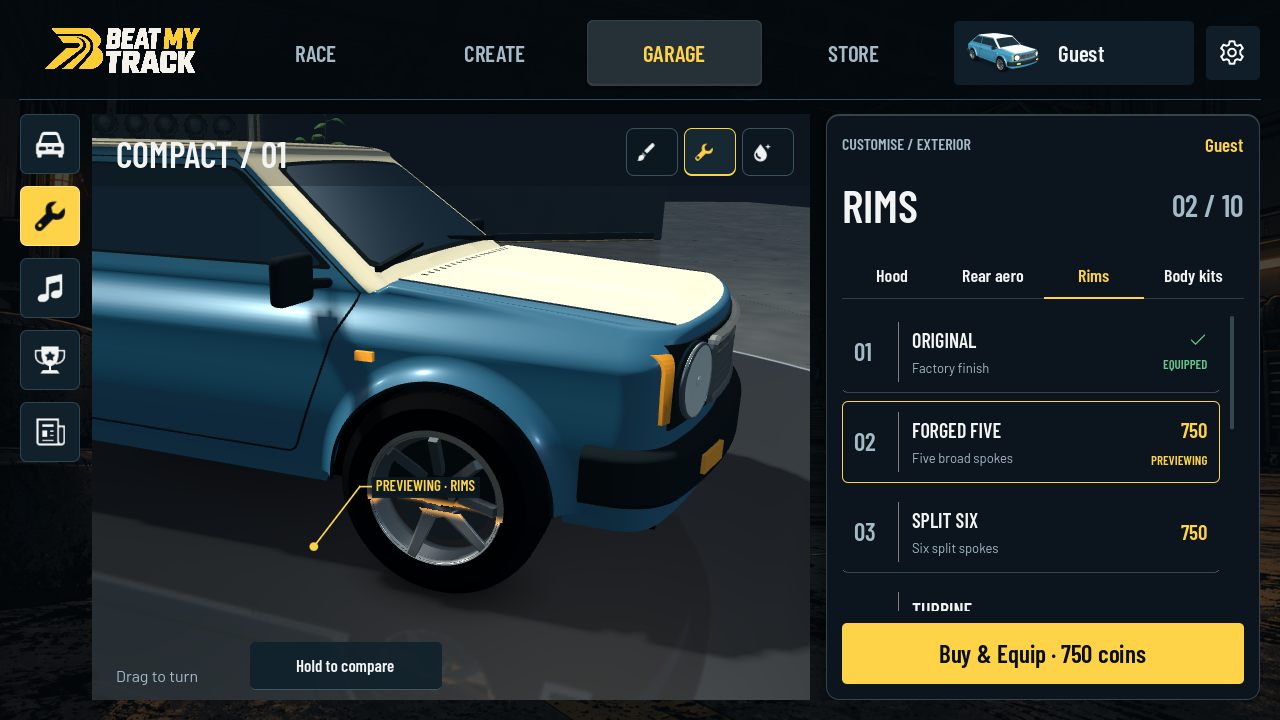 BEAT MY
TRACK
RACE
CREATE
GARAGE
STORE
Guest
COMPACT / 01
PREVIEWING · RIMS
Drag to turn
Hold to compare
CUSTOMISE / EXTERIOR
Guest
RIMS
02 / 10
Hood
Rear aero
Rims
Body kits
01
ORIGINAL
Factory finish
EQUIPPED
02
FORGED FIVE
Five broad spokes
750
PREVIEWING
03
SPLIT SIX
Six split spokes
750
TURBINE
Buy & Equip · 750 coins